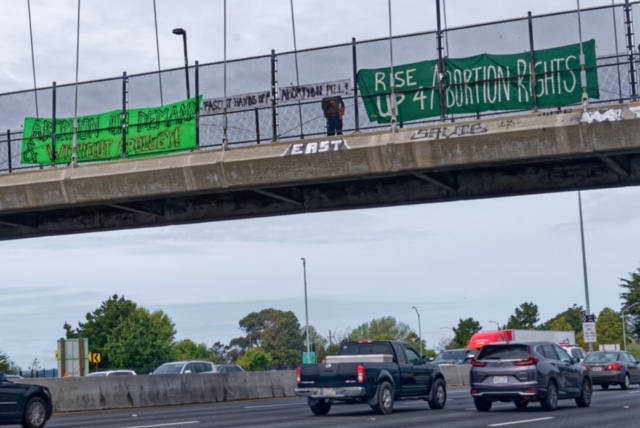 ABORTION ON DEMAND
& WITHOUT APOLOGY!
FASCIST HANDS OFF
ABORTION PILL!
RISE
UP 4 ABORTION RIGHTS
EAST